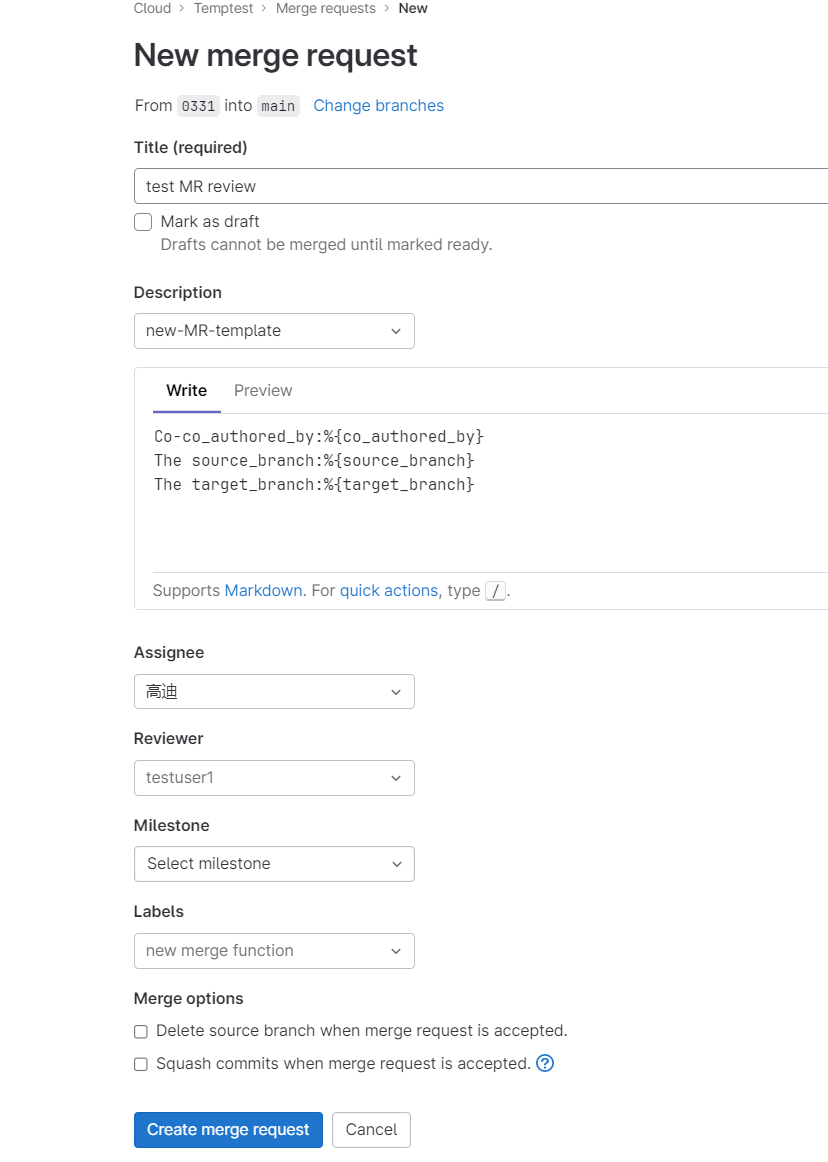 Cloud > Temptest > Merge requests > New
New merge request
From 0331 into main Change branches
Title (required)
test MR review
Mark as draft
Drafts cannot be merged until marked ready.
Description
new-MR-template
Write Preview
Co-co_authored_by:%{co_authored_by}
The source_branch:%{source_branch}
The target_branch:%{target_branch}
Supports Markdown. For quick actions, type /.
Assignee
高迪
Reviewer
testuser1
Milestone
Select milestone
Labels
new merge function
Merge options
Delete source branch when merge request is accepted.
Squash commits when merge request is accepted. ?
Create merge request Cancel